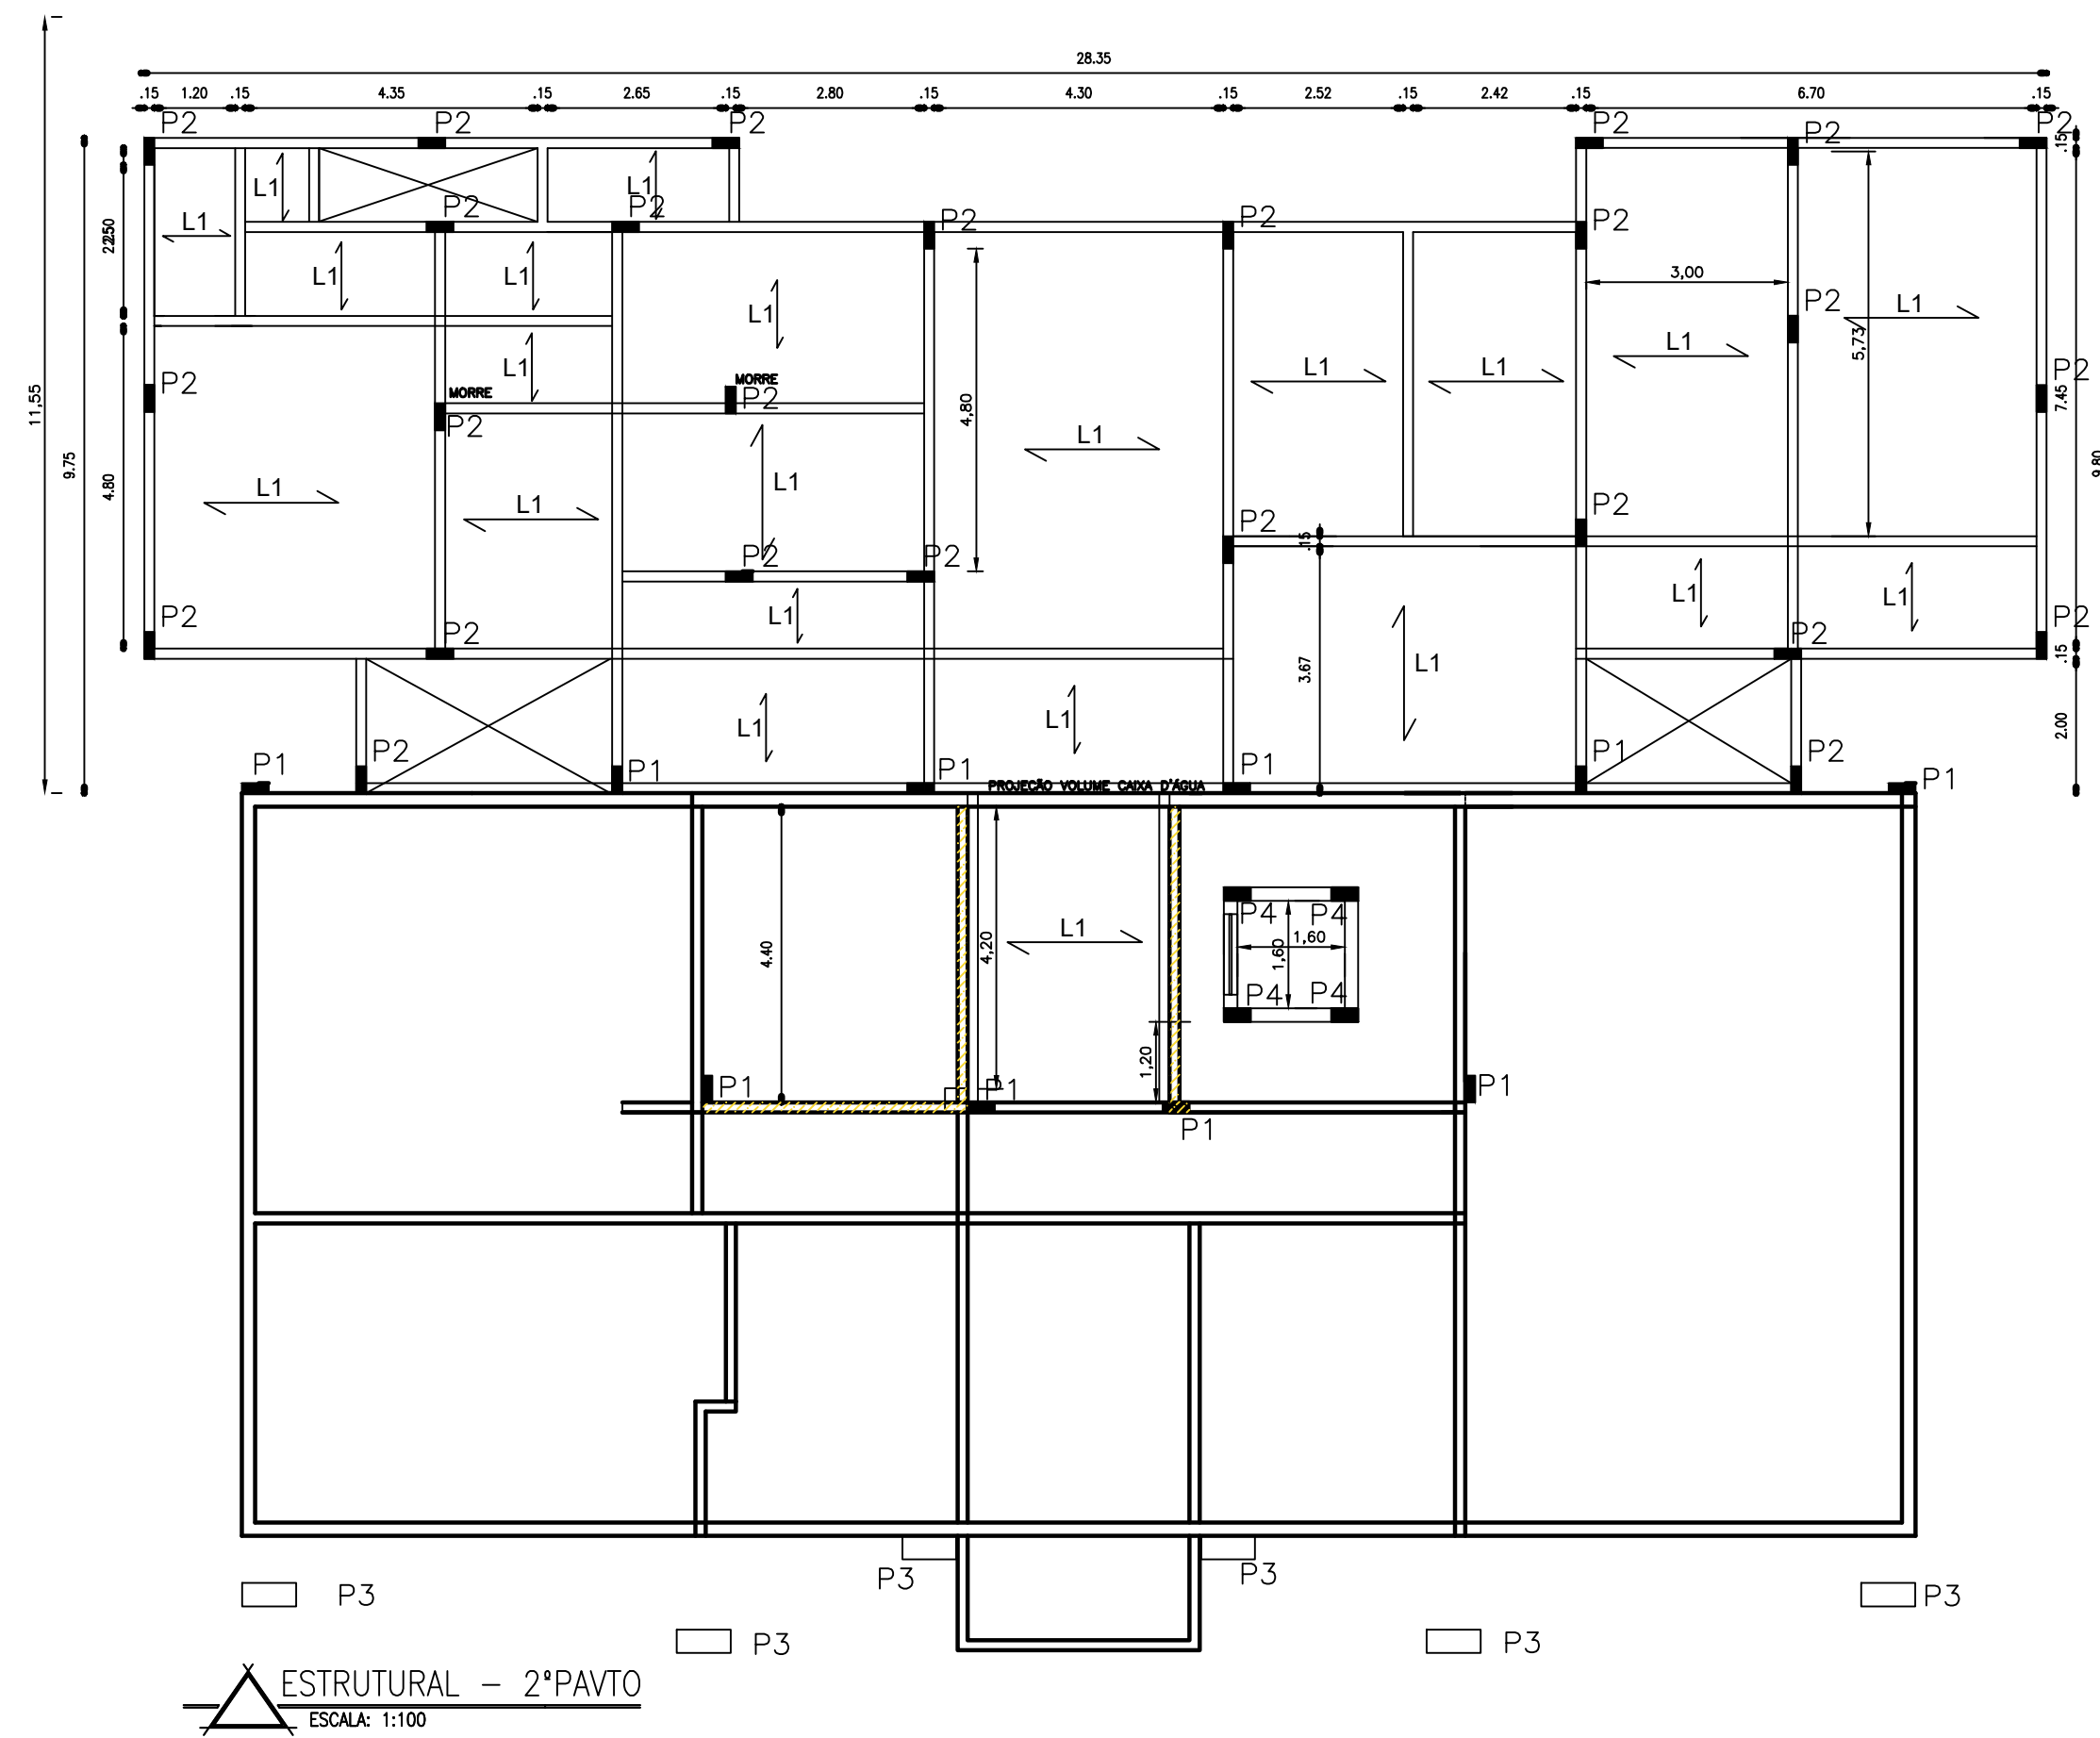 28.35
.15 1.20 .15 4.35 .15 2.65 .15 2.80 .15 4.30 .15 2.52 .15 2.42 .15 6.70 .15
P2 P2 P2 P2 P2 P2
.15
L1 L1 L1
P2 P2 P2 P2 P2
L1
L1 L1 L1
3,00
P2 L1
5,73
11,55
9.75
4.80
L1 L1 L1 L1
P2 MORRE MORRE P2 P2
7.45
4,80
P2
L1
9.80
L1 L1 L1
P2 P2
.15
P2 P2
L1 L1 L1
P2 P2 P2 P2
3.67
L1
.15
L1 L1
2.00
P2 P1 P1 P1 P1 P2
P1 P1
PROJEÇÃO VOLUME CAIXA D'ÁGUA
4.40
4,20
L1
P4 P4
1,60
1,60
P4 P4
1,20
P1 P1 P1
P1
P3 P3
P3 P3
P3 P3
ESTRUTURAL - 2ºPAVTO
ESCALA: 1:100